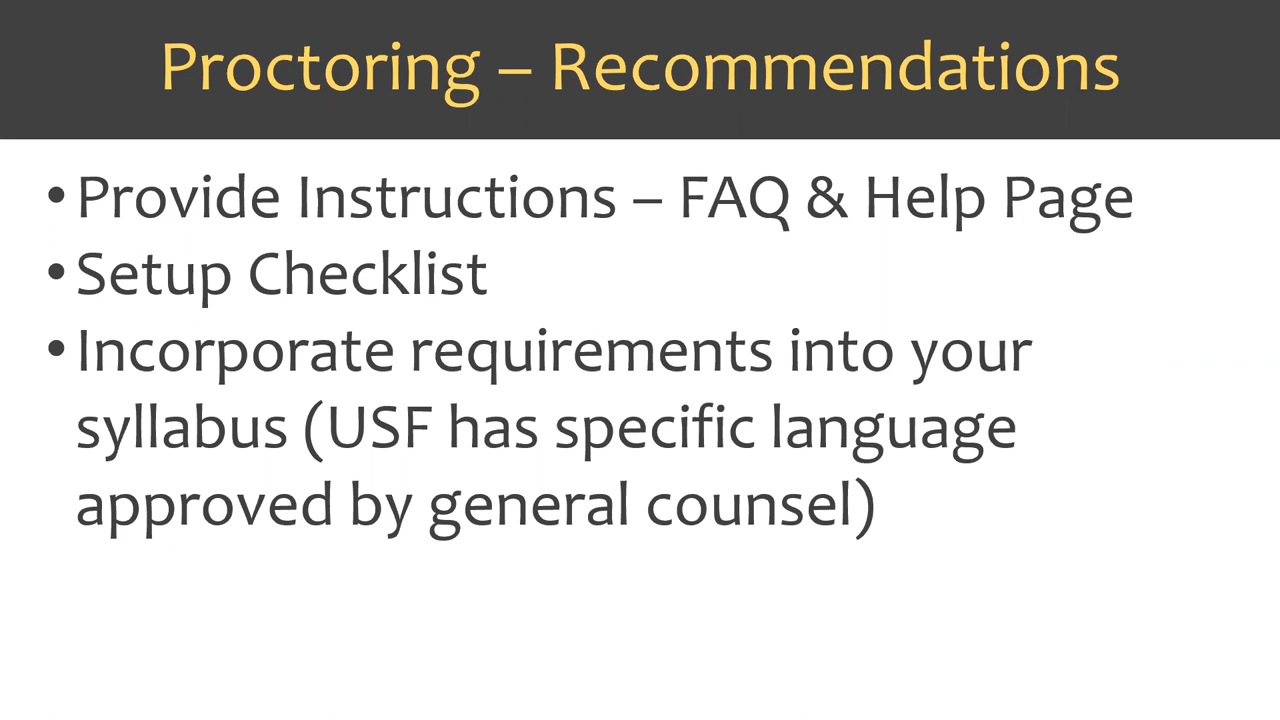 Proctoring – Recommendations
• Provide Instructions – FAQ & Help Page
• Setup Checklist
• Incorporate requirements into your
syllabus (USF has specific language
approved by general counsel)